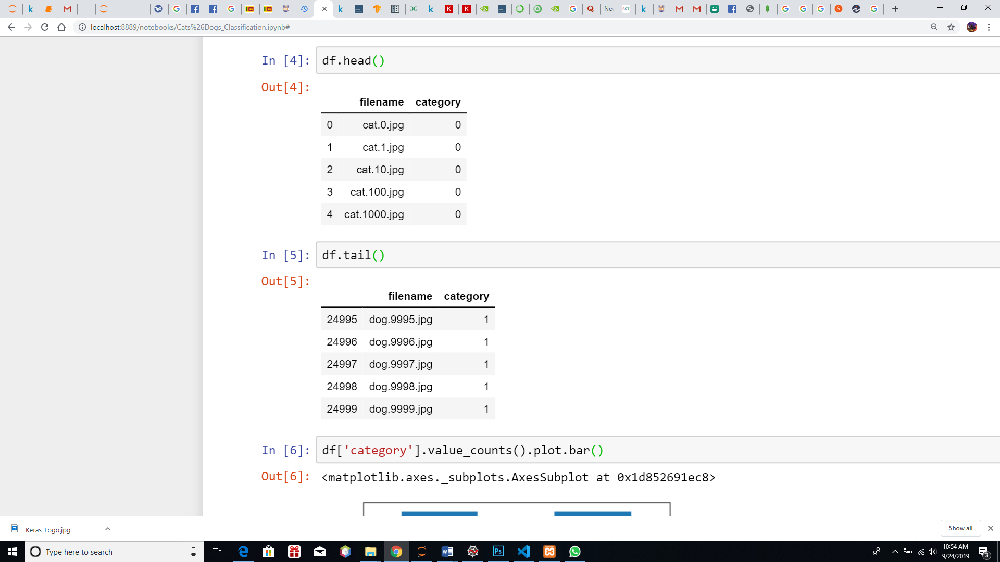 localhost:8889/notebooks/Cats%26Dogs_Classification.ipynb#
In [4]: df.head()
Out[4]:
filename category
0 cat.0.jpg 0
1 cat.1.jpg 0
2 cat.10.jpg 0
3 cat.100.jpg 0
4 cat.1000.jpg 0
In [5]: df.tail()
Out[5]:
filename category
24995 dog.9995.jpg 1
24996 dog.9996.jpg 1
24997 dog.9997.jpg 1
24998 dog.9998.jpg 1
24999 dog.9999.jpg 1
In [6]: df['category'].value_counts().plot.bar()
Out[6]: <matplotlib.axes._subplots.AxesSubplot at 0x1d852691ec8>
Keras_Logo.jpg
Show all
Type here to search
Ps
10:54 AM
9/24/2019
3